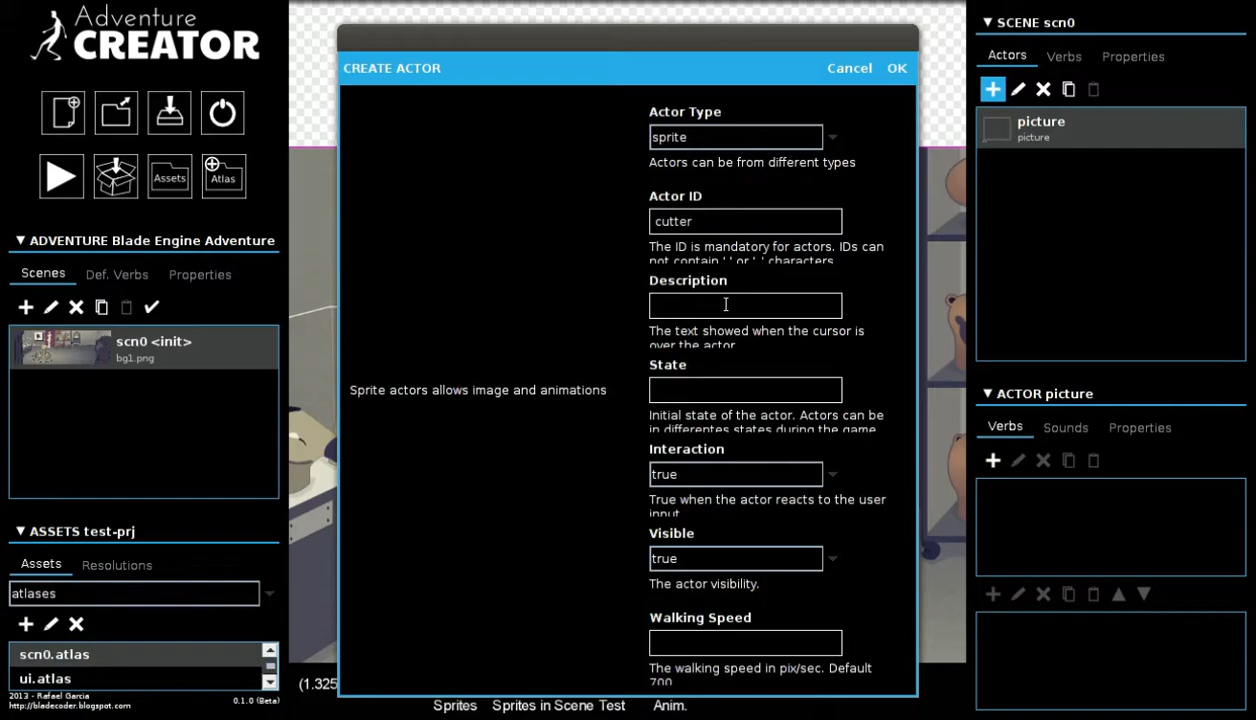 Adventure
CREATOR
Assets
Atlas
ADVENTURE Blade Engine Adventure
Scenes Def. Verbs Properties
scn0 <init>
bg1.png
ASSETS test-prj
Assets Resolutions
atlases
scn0.atlas
ui.atlas
2013 - Rafael Garcia
http://bladecoder.blogspot.com
0.1.0 (Beta)
CREATE ACTOR Cancel OK
Sprite actors allows image and animations
Actor Type
sprite
Actors can be from different types
Actor ID
cutter
The ID is mandatory for actors. IDs can
not contain '.' or '_' characters.
Description
The text showed when the cursor is
over the actor
State
Initial state of the actor. Actors can be
in differentes states during the game
Interaction
true
True when the actor reacts to the user
input
Visible
true
The actor visibility.
Walking Speed
The walking speed in pix/sec. Default
700
(1.325
Sprites Sprites in Scene Test Anim.
SCENE scn0
Actors Verbs Properties
picture
picture
ACTOR picture
Verbs Sounds Properties